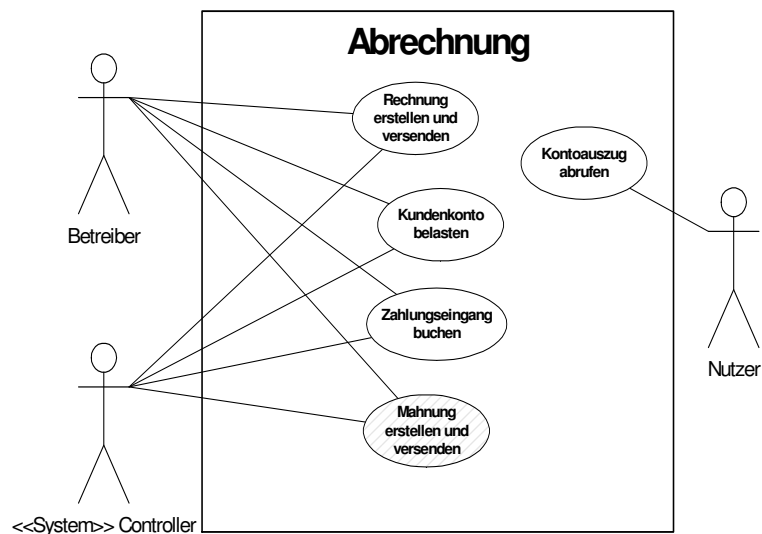 Abrechnung
Rechnung
erstellen und
versenden
Kontoauszug
abrufen
Kundenkonto
belasten
Betreiber
Zahlungseingang
buchen
Nutzer
Mahnung
erstellen und
versenden
<<System>> Controller